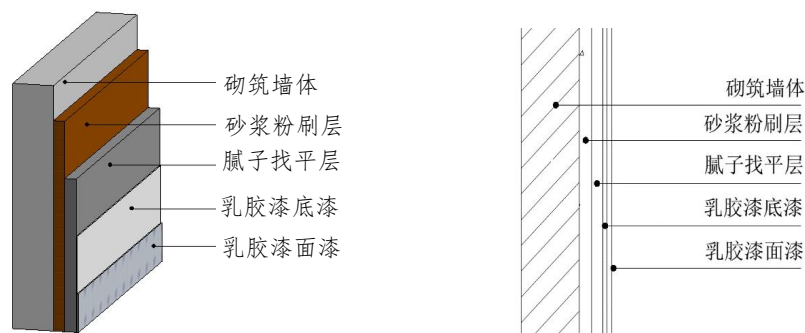 砌筑墙体
砂浆粉刷层
腻子找平层
乳胶漆底漆
乳胶漆面漆
砌筑墙体
砂浆粉刷层
腻子找平层
乳胶漆底漆
乳胶漆面漆